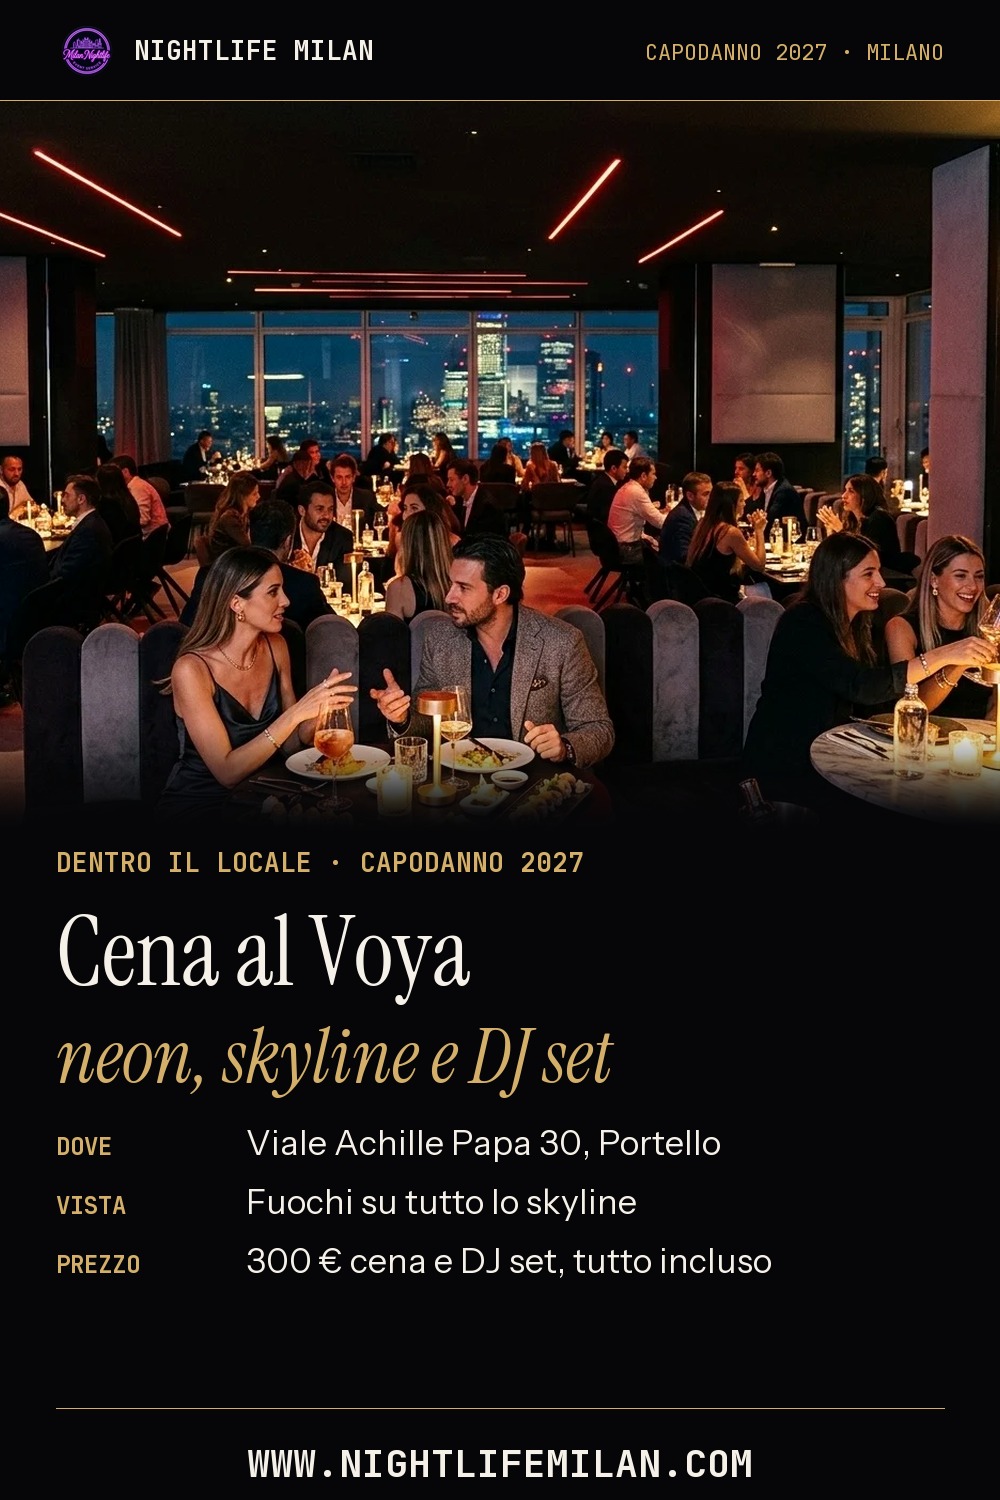 Milan Nightlife
NIGHTLIFE MILAN
CAPODANNO 2027 · MILANO
DENTRO IL LOCALE · CAPODANNO 2027
Cena al Voya
neon, skyline e DJ set
DOVE Viale Achille Papa 30, Portello
VISTA Fuochi su tutto lo skyline
PREZZO 300 € cena e DJ set, tutto incluso
WWW.NIGHTLIFEMILAN.COM